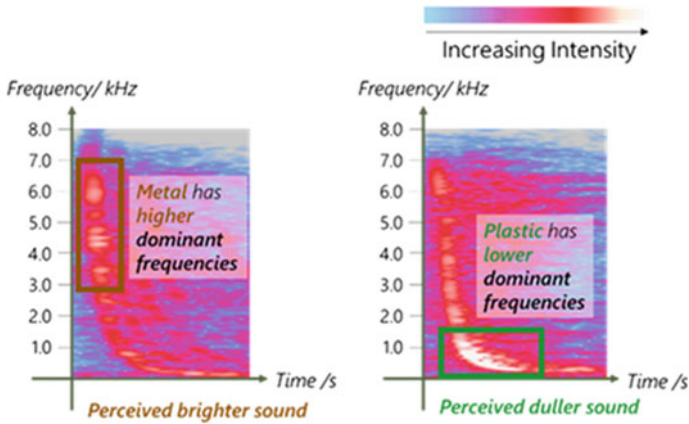 Increasing Intensity
Frequency/ kHz
8.0
7.0
6.0
5.0
4.0
3.0
2.0
1.0
Metal has
higher
dominant
frequencies
Time /s
Perceived brighter sound
Frequency/ kHz
8.0
7.0
6.0
5.0
4.0
3.0
2.0
1.0
Plastic has
lower
dominant
frequencies
Time /s
Perceived duller sound